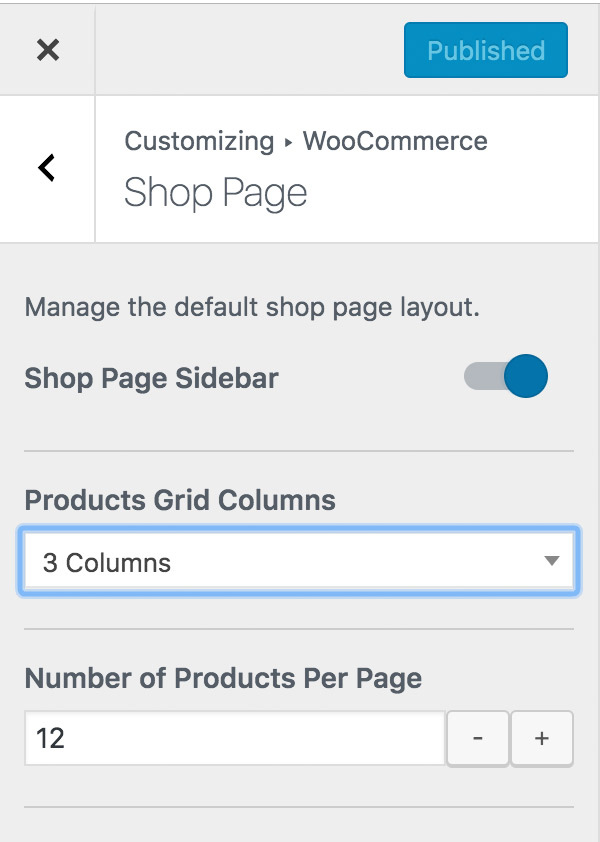 Published
Customizing ▸ WooCommerce
Shop Page
Manage the default shop page layout.
Shop Page Sidebar
Products Grid Columns
3 Columns
Number of Products Per Page
12 - +